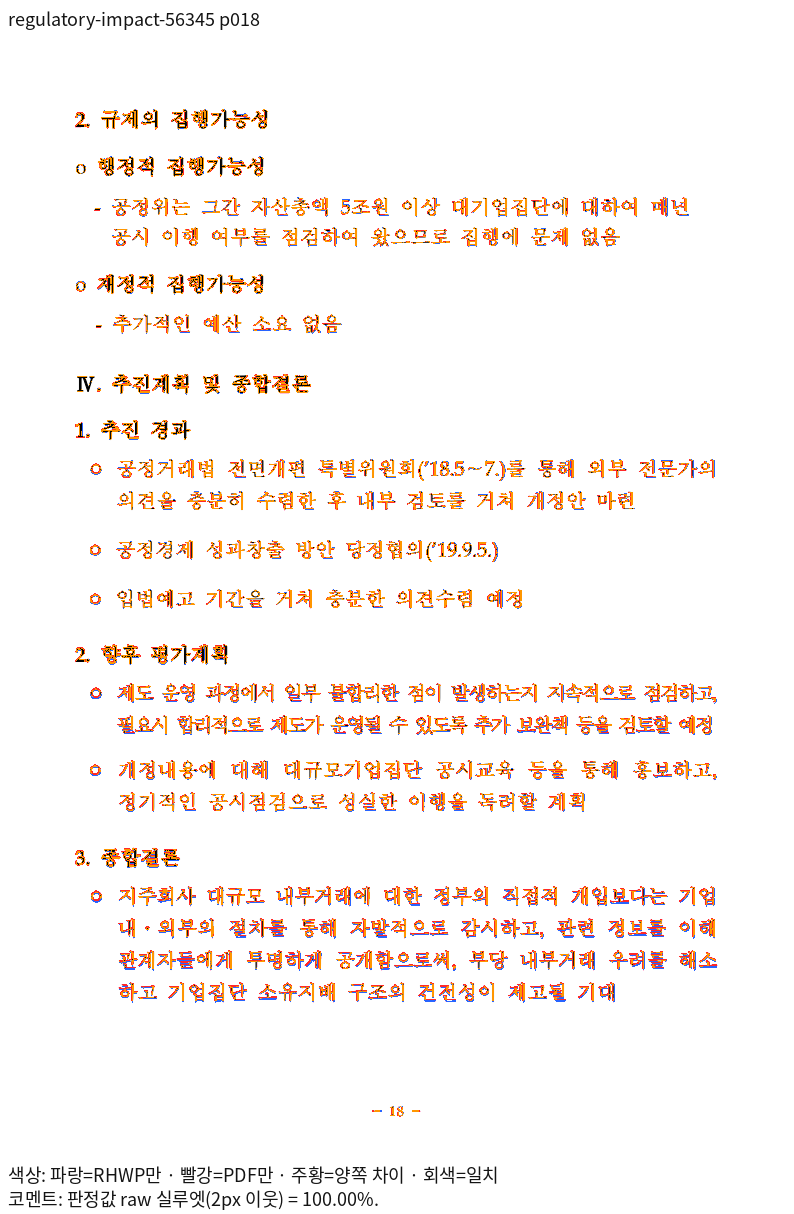 regulatory-impact-56345 p018
2. 규제의 집행가능성
o 행정적 집행가능성
- 공정위는 그간 자산총액 5조원 이상 대기업집단에 대하여 매년
공시 이행 여부를 점검하여 왔으므로 집행에 문제 없음
o 재정적 집행가능성
- 추가적인 예산 소요 없음
Ⅳ. 추진계획 및 종합결론
1. 추진 경과
ㅇ 공정거래법 전면개편 특별위원회('18.5~7.)를 통해 외부 전문가의
의견을 충분히 수렴한 후 내부 검토를 거쳐 개정안 마련
ㅇ 공정경제 성과창출 방안 당정협의('19.9.5.)
ㅇ 입법예고 기간을 거쳐 충분한 의견수렴 예정
2. 향후 평가계획
ㅇ 제도 운영 과정에서 일부 불합리한 점이 발생하는지 지속적으로 점검하고,
필요시 합리적으로 제도가 운영될 수 있도록 추가 보완책 등을 검토할 예정
ㅇ 개정내용에 대해 대규모기업집단 공시교육 등을 통해 홍보하고,
정기적인 공시점검으로 성실한 이행을 독려할 계획
3. 종합결론
ㅇ 지주회사 대규모 내부거래에 대한 정부의 직접적 개입보다는 기업
내·외부의 절차를 통해 자발적으로 감시하고, 관련 정보를 이해
관계자들에게 투명하게 공개함으로써, 부당 내부거래 우려를 해소
하고 기업집단 소유지배 구조의 건전성이 제고될 기대
- 18 -
색상: 파랑=RHWP만 · 빨강=PDF만 · 주황=양쪽 차이 · 회색=일치
코멘트: 판정값 raw 실루엣(2px 이웃) = 100.00%.